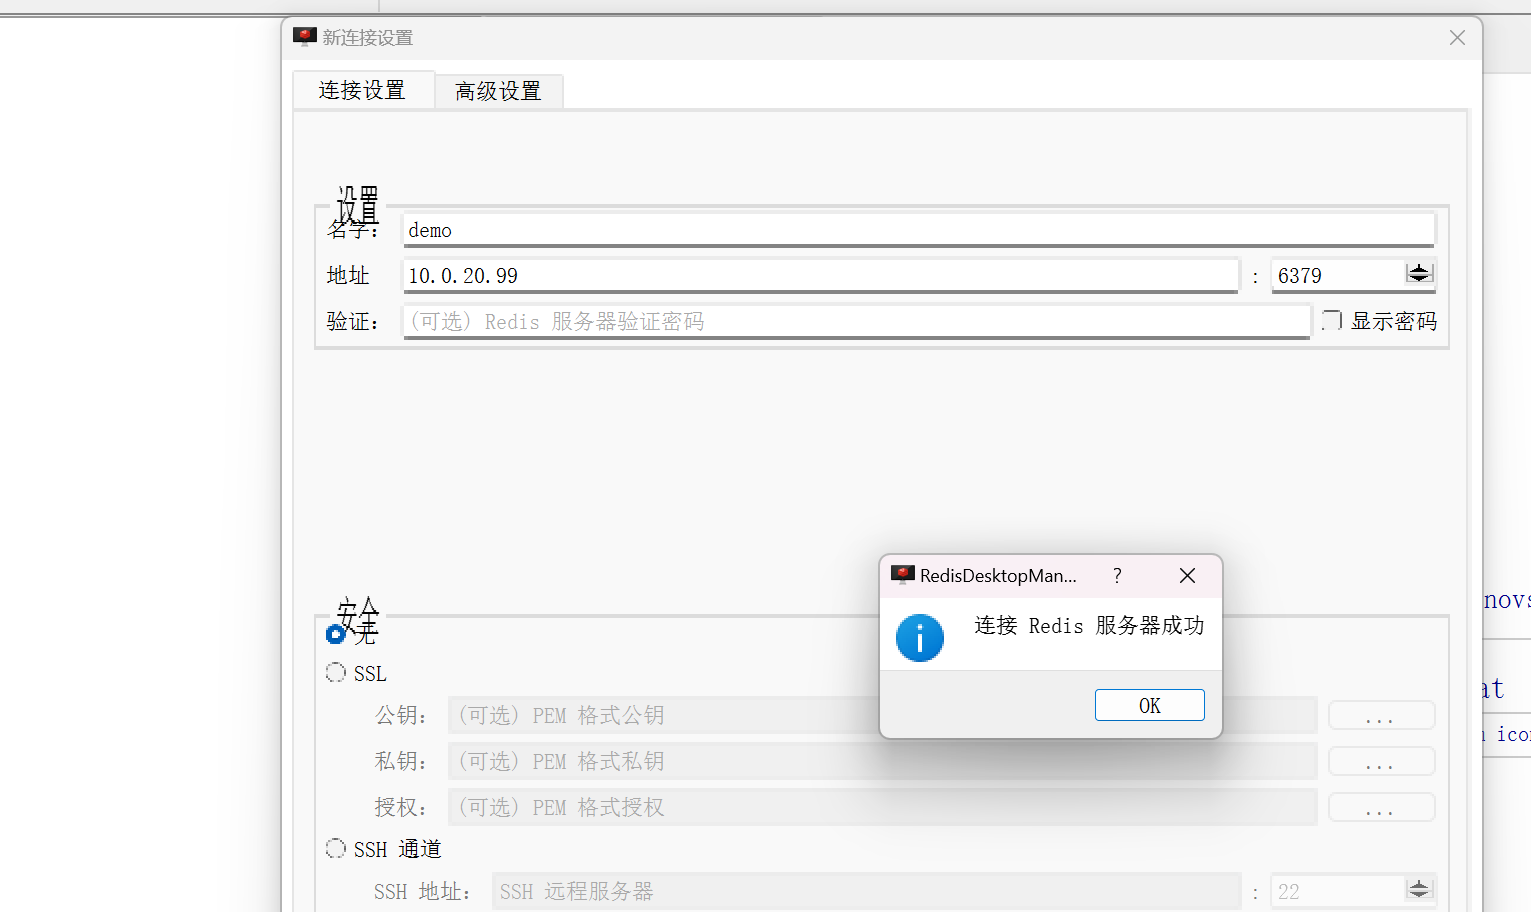 新连接设置
连接设置 高级设置
设置
名字： demo
地址 10.0.20.99 : 6379
验证： (可选) Redis 服务器验证密码 显示密码
RedisDesktopMan... ?
连接 Redis 服务器成功
OK
安全
无
SSL
公钥： (可选) PEM 格式公钥 ...
私钥： (可选) PEM 格式私钥 ...
授权： (可选) PEM 格式授权 ...
SSH 通道
SSH 地址： SSH 远程服务器 : 22